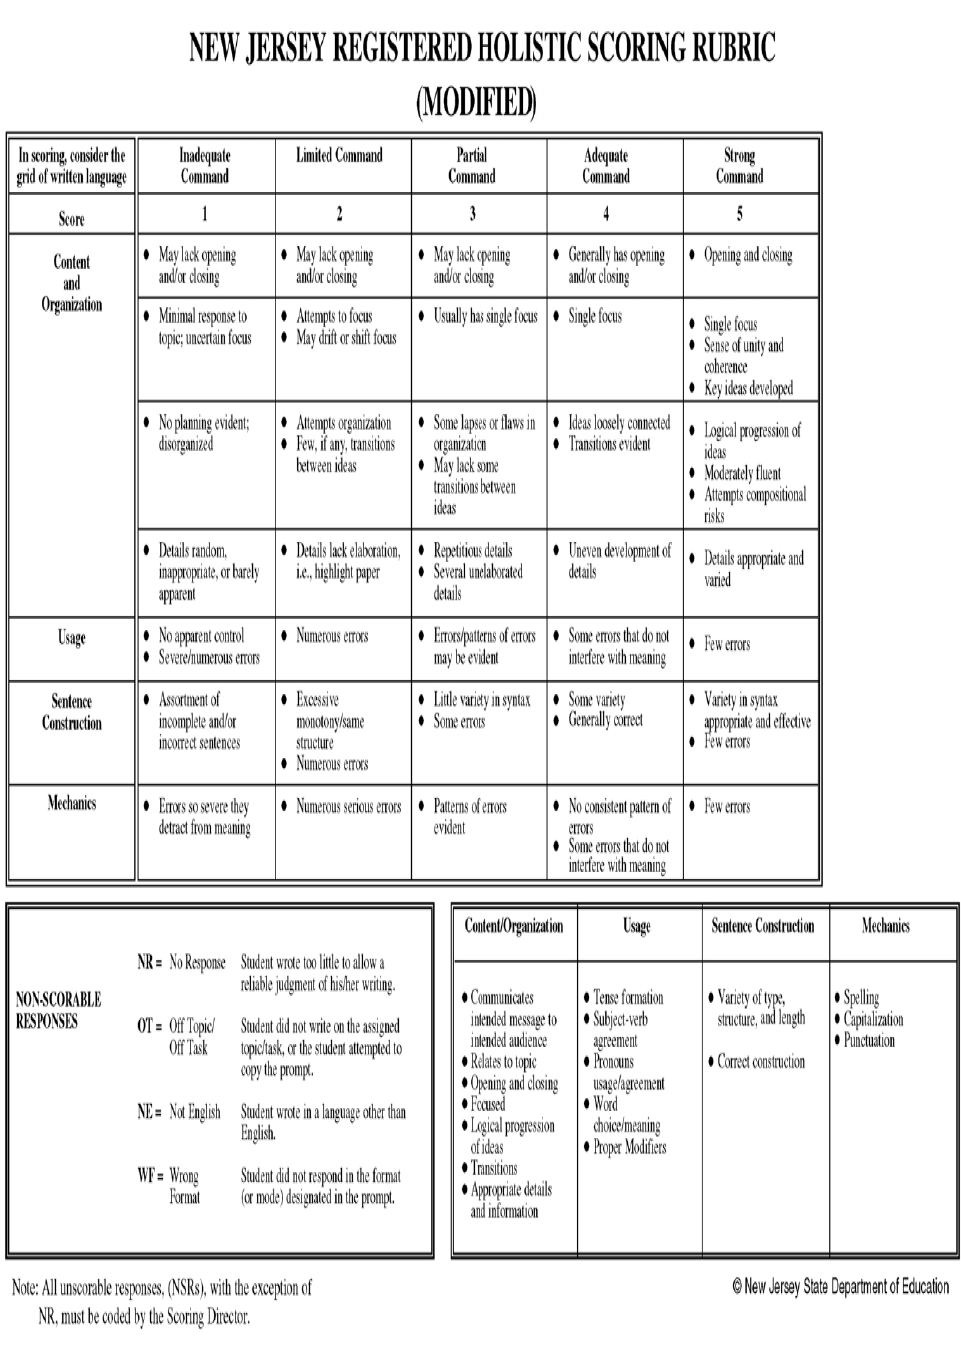 NEW JERSEY REGISTERED HOLISTIC SCORING RUBRIC
(MODIFIED)
In scoring, consider the
grid of written language
Inadequate
Command
Limited Command
Partial
Command
Adequate
Command
Strong
Command
Score
1
2
3
4
5
Content
and
Organization
● May lack opening
and/or closing
● May lack opening
and/or closing
● May lack opening
and/or closing
● Generally has opening
and/or closing
● Opening and closing
● Minimal response to
topic; uncertain focus
● Attempts to focus
● May drift or shift focus
● Usually has single focus
● Single focus
● Single focus
● Sense of unity and
coherence
● Key ideas developed
● No planning evident;
disorganized
● Attempts organization
● Few, if any, transitions
between ideas
● Some lapses or flaws in
organization
● May lack some
transitions between
ideas
● Ideas loosely connected
● Transitions evident
● Logical progression of
ideas
● Moderately fluent
● Attempts compositional
risks
● Details random,
inappropriate, or barely
apparent
● Details lack elaboration,
i.e., highlight paper
● Repetitious details
● Several unelaborated
details
● Uneven development of
details
● Details appropriate and
varied
Usage
● No apparent control
● Severe/numerous errors
● Numerous errors
● Errors/patterns of errors
may be evident
● Some errors that do not
interfere with meaning
● Few errors
Sentence
Construction
● Assortment of
incomplete and/or
incorrect sentences
● Excessive
monotony/same
structure
● Numerous errors
● Little variety in syntax
● Some errors
● Some variety
● Generally correct
● Variety in syntax
appropriate and effective
● Few errors
Mechanics
● Errors so severe they
detract from meaning
● Numerous serious errors
● Patterns of errors
evident
● No consistent pattern of
errors
● Some errors that do not
interfere with meaning
● Few errors
NON-SCORABLE
RESPONSES
NR = No Response Student wrote too little to allow a
reliable judgment of his/her writing.
OT = Off Topic/ Student did not write on the assigned
Off Task topic/task, or the student attempted to
copy the prompt.
NE = Not English Student wrote in a language other than
English.
WF = Wrong Student did not respond in the format
Format (or mode) designated in the prompt.
Content/Organization
Usage
Sentence Construction
Mechanics
● Communicates
intended message to
intended audience
● Relates to topic
● Opening and closing
● Focused
● Logical progression
of ideas
● Transitions
● Appropriate details
and information
● Tense formation
● Subject-verb
agreement
● Pronouns
usage/agreement
● Word
choice/meaning
● Proper Modifiers
● Variety of type,
structure, and length
● Correct construction
● Spelling
● Capitalization
● Punctuation
Note: All unscorable responses, (NSRs), with the exception of
NR, must be coded by the Scoring Director.
© New Jersey State Department of Education